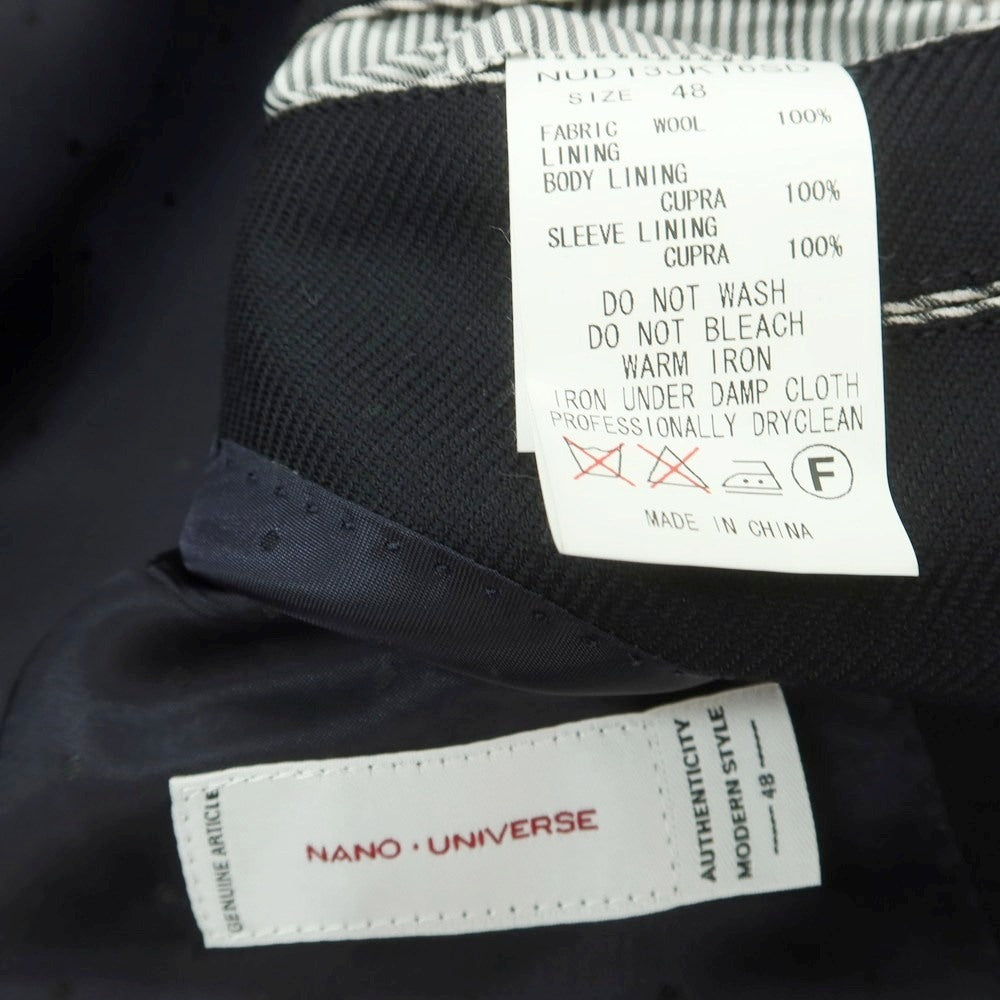 NUD13JK16SD
SIZE 48
FABRIC WOOL 100%
LINING
BODY LINING
CUPRA 100%
SLEEVE LINING
CUPRA 100%
DO NOT WASH
DO NOT BLEACH
WARM IRON
IRON UNDER DAMP CLOTH
PROFESSIONALLY DRYCLEAN
F
MADE IN CHINA
GENUINE ARTICLE
NANO・UNIVERSE
AUTHENTICITY
MODERN STYLE
48